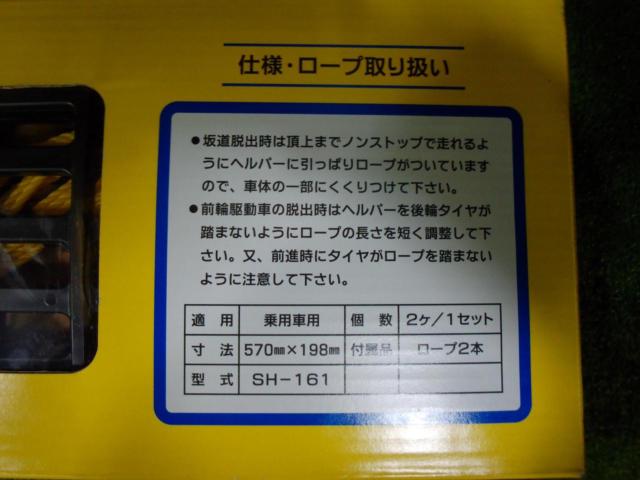 仕様・ロープ取り扱い
●坂道脱出時は頂上までノンストップで走れるよ
うにヘルパーに引っぱりロープがついています
ので、車体の一部にくくりつけて下さい。
●前輪駆動車の脱出時はヘルパーを後輪タイヤが
踏まないようにロープの長さを短く調整して下
さい。又、前進時にタイヤがロープを踏まない
ように注意して下さい。
適用 乗用車用 個数 2ヶ/1セット
寸法 570㎜×198㎜ 付属品 ロープ2本
型式 SH-161